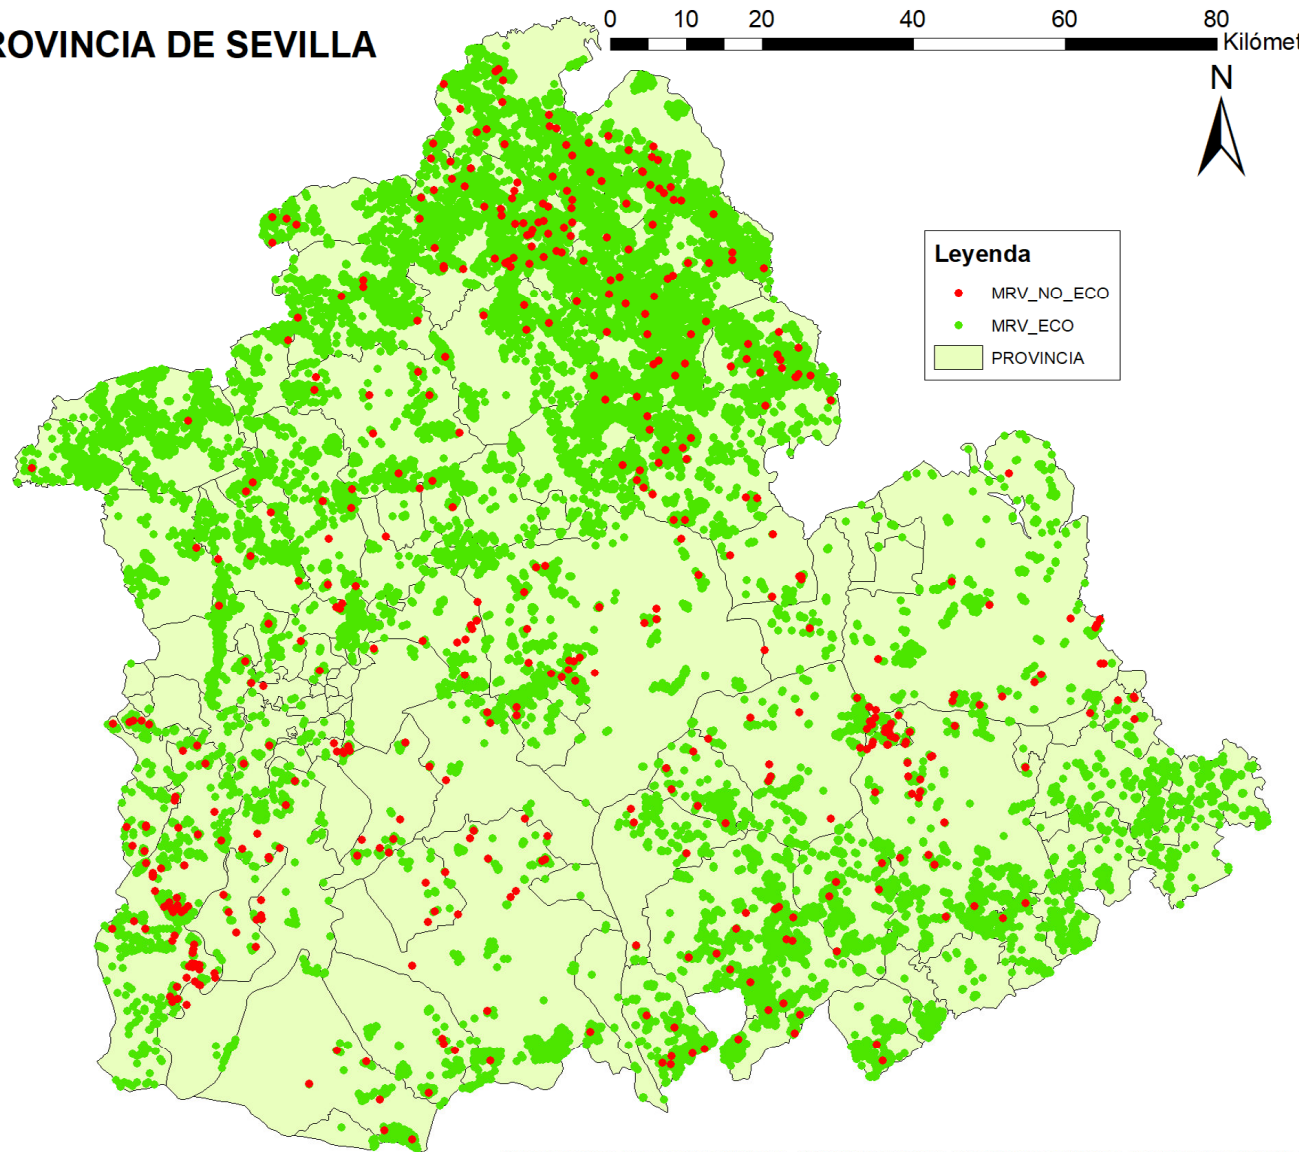 ROVINCIA DE SEVILLA
0 10 20 40 60 80
Kilómet
N
Leyenda
MRV_NO_ECO
MRV_ECO
PROVINCIA